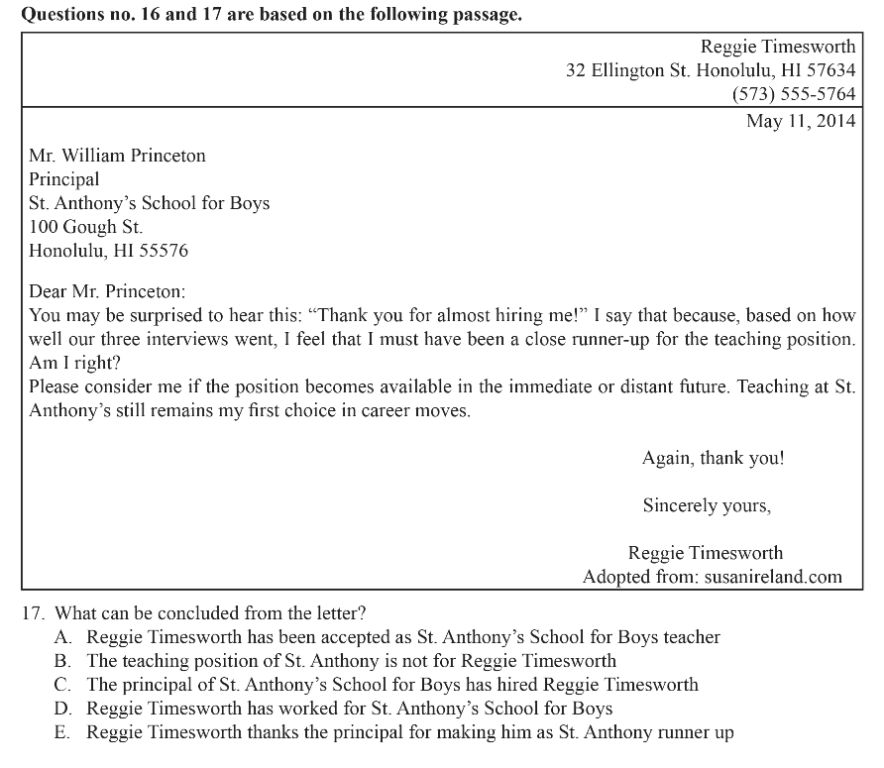 Questions no. 16 and 17 are based on the following passage.
Reggie Timesworth
32 Ellington St. Honolulu, HI 57634
(573) 555-5764
May 11, 2014
Mr. William Princeton
Principal
St. Anthony’s School for Boys
100 Gough St.
Honolulu, HI 55576
Dear Mr. Princeton:
You may be surprised to hear this: “Thank you for almost hiring me!” I say that because, based on how
well our three interviews went, I feel that I must have been a close runner-up for the teaching position.
Am I right?
Please consider me if the position becomes available in the immediate or distant future. Teaching at St.
Anthony’s still remains my first choice in career moves.
Again, thank you!
Sincerely yours,
Reggie Timesworth
Adopted from: susanireland.com
17. What can be concluded from the letter?
A. Reggie Timesworth has been accepted as St. Anthony’s School for Boys teacher
B. The teaching position of St. Anthony is not for Reggie Timesworth
C. The principal of St. Anthony’s School for Boys has hired Reggie Timesworth
D. Reggie Timesworth has worked for St. Anthony’s School for Boys
E. Reggie Timesworth thanks the principal for making him as St. Anthony runner up